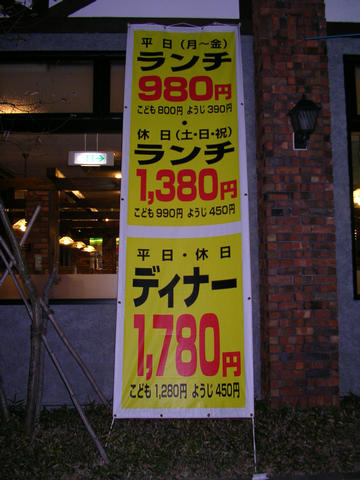 平日(月〜金)
ランチ
980円
こども800円 ようじ390円
・
休日(土・日・祝)
ランチ
1,380円
こども990円 ようじ450円
平日・休日
ディナー
1,780円
こども1,280円 ようじ450円